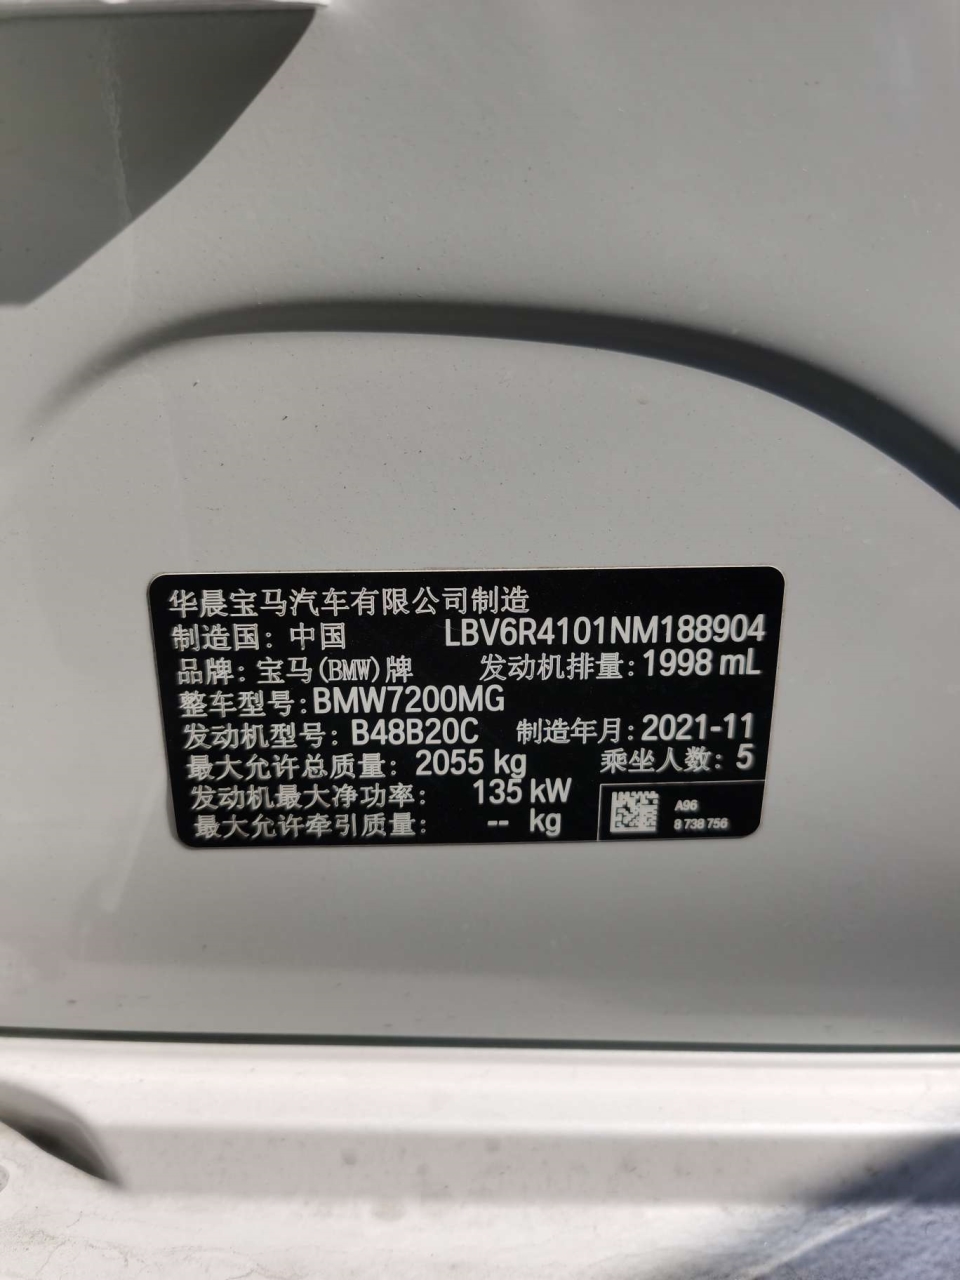 华晨宝马汽车有限公司制造
制造国：中国 LBV6R4101NM188904
品牌：宝马(BMW)牌 发动机排量：1998 mL
整车型号：BMW7200MG
发动机型号：B48B20C 制造年月：2021-11
最大允许总质量：2055 kg 乘坐人数：5
发动机最大净功率：135 kW
最大允许牵引质量：-- kg
A96
8 738 756